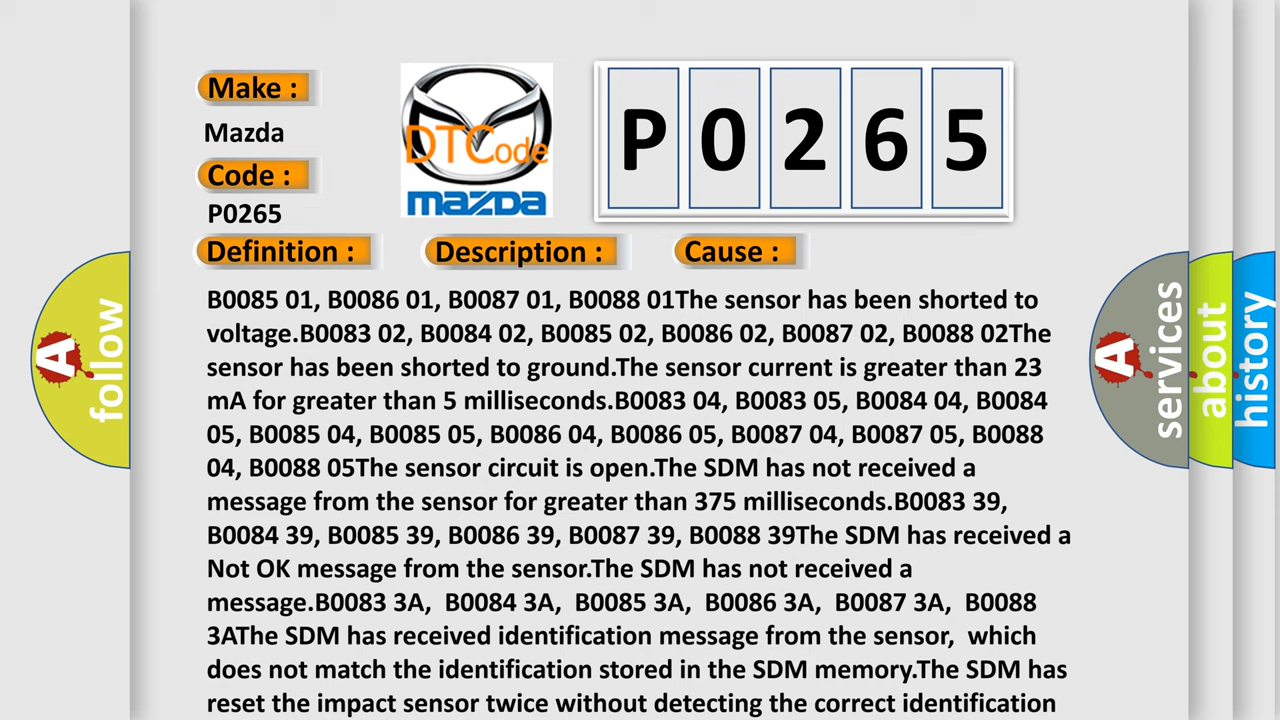 Make :
Mazda
Code :
P0265
DTCode
mazda
P0265
Definition :
Description :
Cause :
B0085 01, B0086 01, B0087 01, B0088 01The sensor has been shorted to
voltage.B0083 02, B0084 02, B0085 02, B0086 02, B0087 02, B0088 02The
sensor has been shorted to ground.The sensor current is greater than 23
mA for greater than 5 milliseconds.B0083 04, B0083 05, B0084 04, B0084
05, B0085 04, B0085 05, B0086 04, B0086 05, B0087 04, B0087 05, B0088
04, B0088 05The sensor circuit is open.The SDM has not received a
message from the sensor for greater than 375 milliseconds.B0083 39,
B0084 39, B0085 39, B0086 39, B0087 39, B0088 39The SDM has received a
Not OK message from the sensor.The SDM has not received a
message.B0083 3A, B0084 3A, B0085 3A, B0086 3A, B0087 3A, B0088
3AThe SDM has received identification message from the sensor, which
does not match the identification stored in the SDM memory.The SDM has
reset the impact sensor twice without detecting the correct identification
A
follow
A
services
about
history